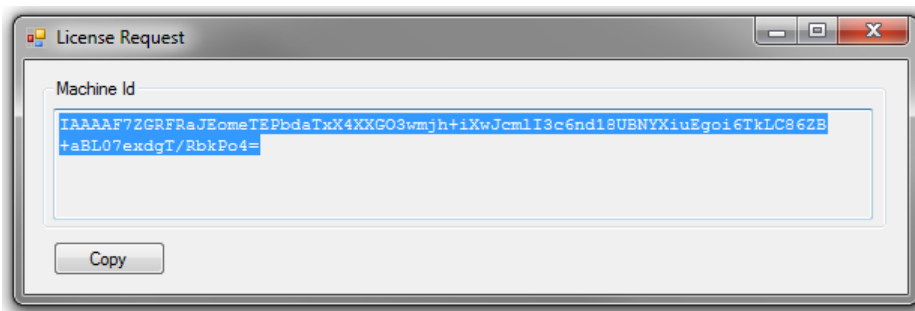 License Request
Machine Id
IAAAAF7ZGRFRaJEomeTEPbdaTxX4XXGO3wmjh+iXwJcmlI3c6nd18UBNYXiuEgoi6TkLC86ZB
+aBL07exdgT/RbkPo4=
Copy